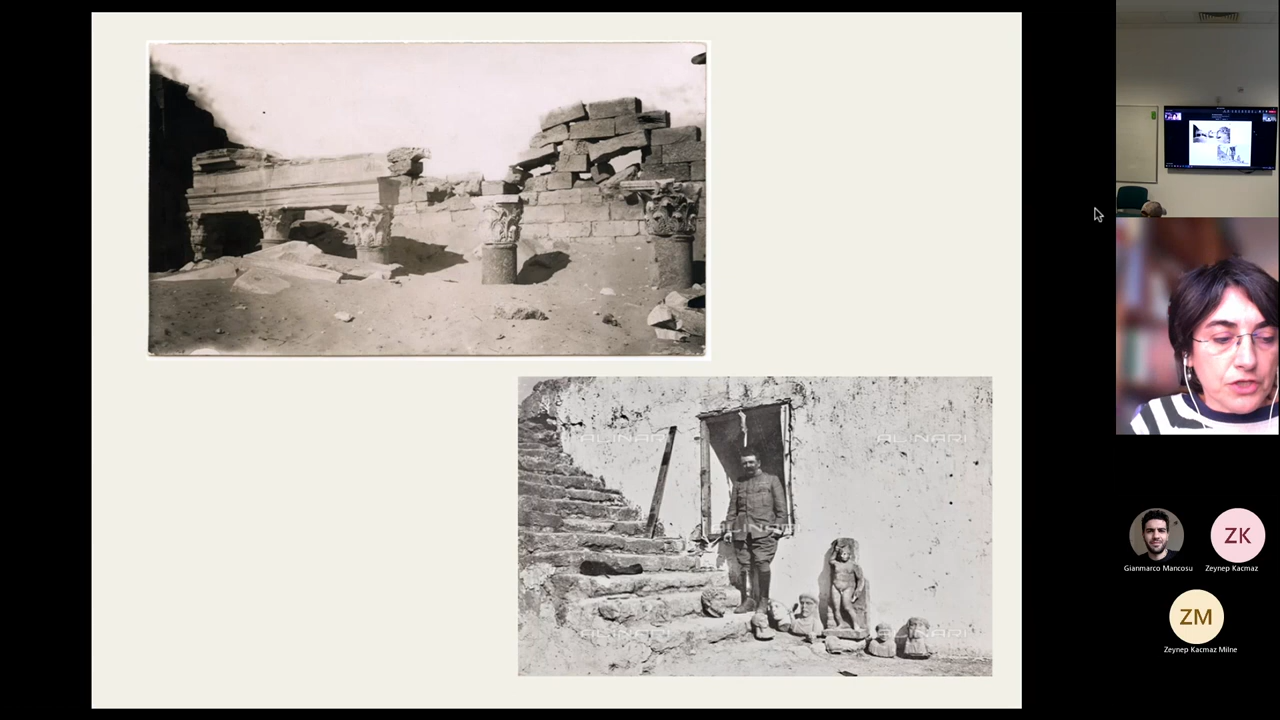 ALINARI
ALINARI
ALINARI
ALINARI
ALINARI
ZK
Gianmarco Mancosu
Zeynep Kacmaz
ZM
Zeynep Kacmaz Milne